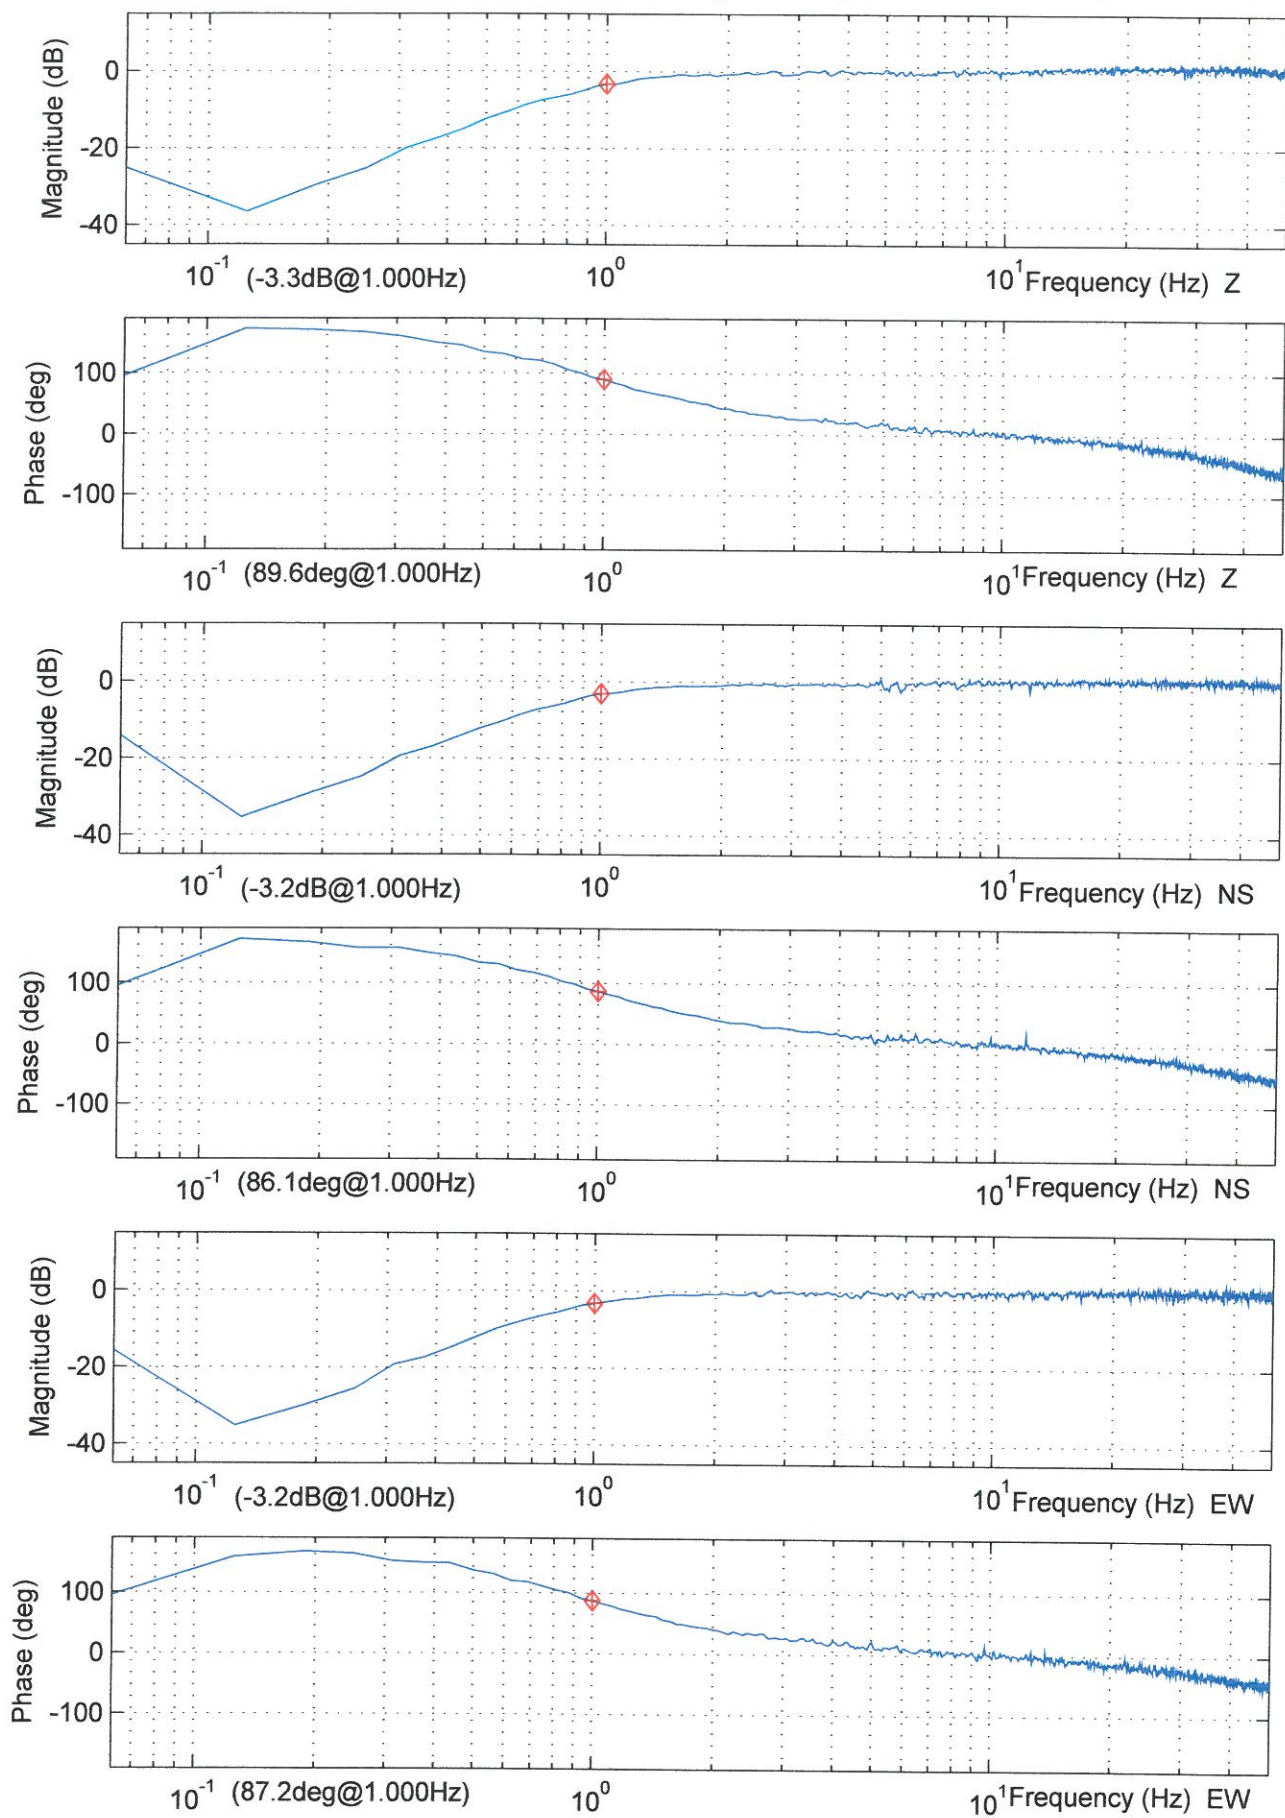 Magnitude (dB)
0
-20
-40
10-1 (-3.3dB@1.000Hz) 100 101 Frequency (Hz) Z
Phase (deg)
100
0
-100
10-1 (89.6deg@1.000Hz) 100 101 Frequency (Hz) Z
Magnitude (dB)
0
-20
-40
10-1 (-3.2dB@1.000Hz) 100 101 Frequency (Hz) NS
Phase (deg)
100
0
-100
10-1 (86.1deg@1.000Hz) 100 101 Frequency (Hz) NS
Magnitude (dB)
0
-20
-40
10-1 (-3.2dB@1.000Hz) 100 101 Frequency (Hz) EW
Phase (deg)
100
0
-100
10-1 (87.2deg@1.000Hz) 100 101 Frequency (Hz) EW